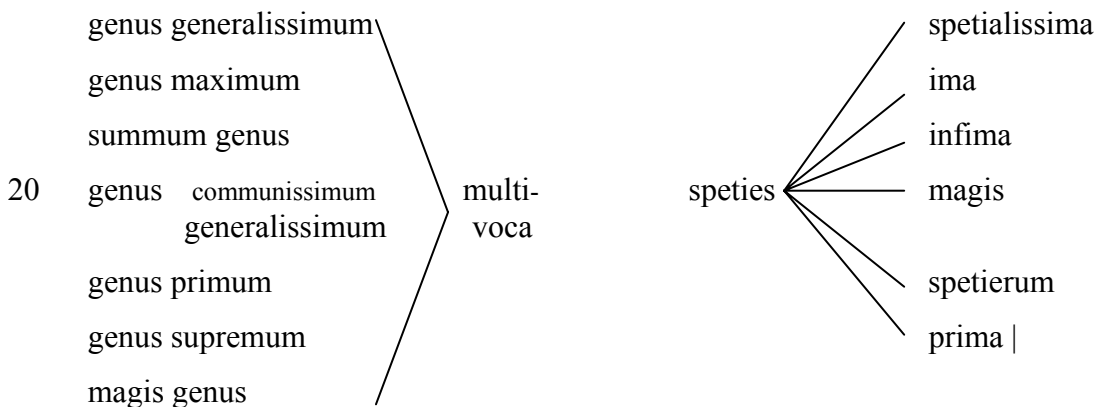 genus generalissimum spetialissima
genus maximum ima
summum genus infima
20 genus communissimum multi- speties magis
generalissimum voca
genus primum spetierum
genus supremum prima |
magis genus